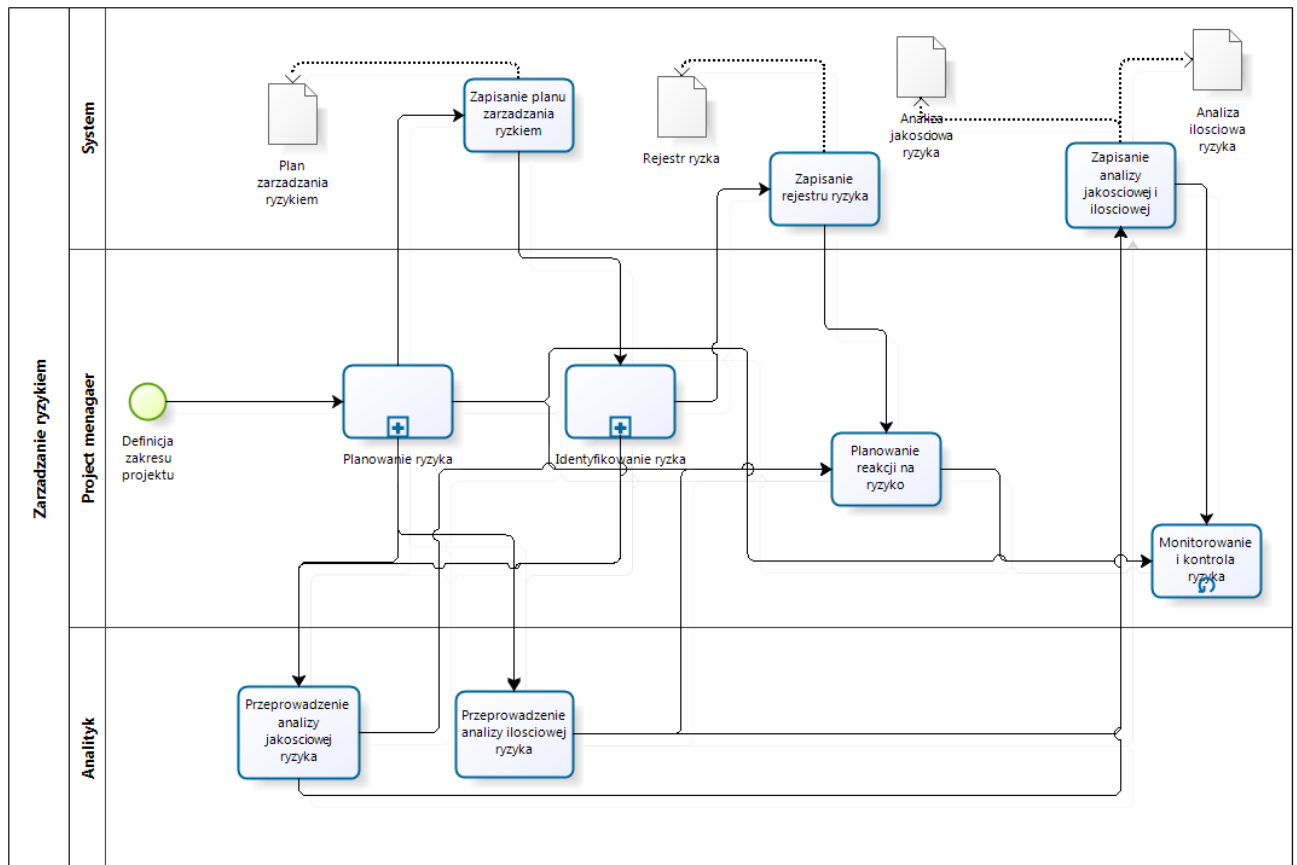 Zarzadzanie ryzykiem
System
Plan
zarzadzania
ryzykiem
Zapisanie planu
zarzadzania
ryzkiem
Rejestr ryzka
Zapisanie
rejestru ryzyka
Analiza
jakosciowa
ryzyka
Analiza
ilosciowa
ryzyka
Zapisanie
analizy
jakosciowej i
ilosciowej
Project menagaer
Definicja
zakresu
projektu
Planowanie ryzyka
Identyfikowanie ryzka
Planowanie
reakcji na
ryzyko
Monitorowanie
i kontrola
ryzyka
Analityk
Przeprowadzenie
analizy
jakosciowej
ryzyka
Przeprowadzenie
analizy ilosciowej
ryzyka